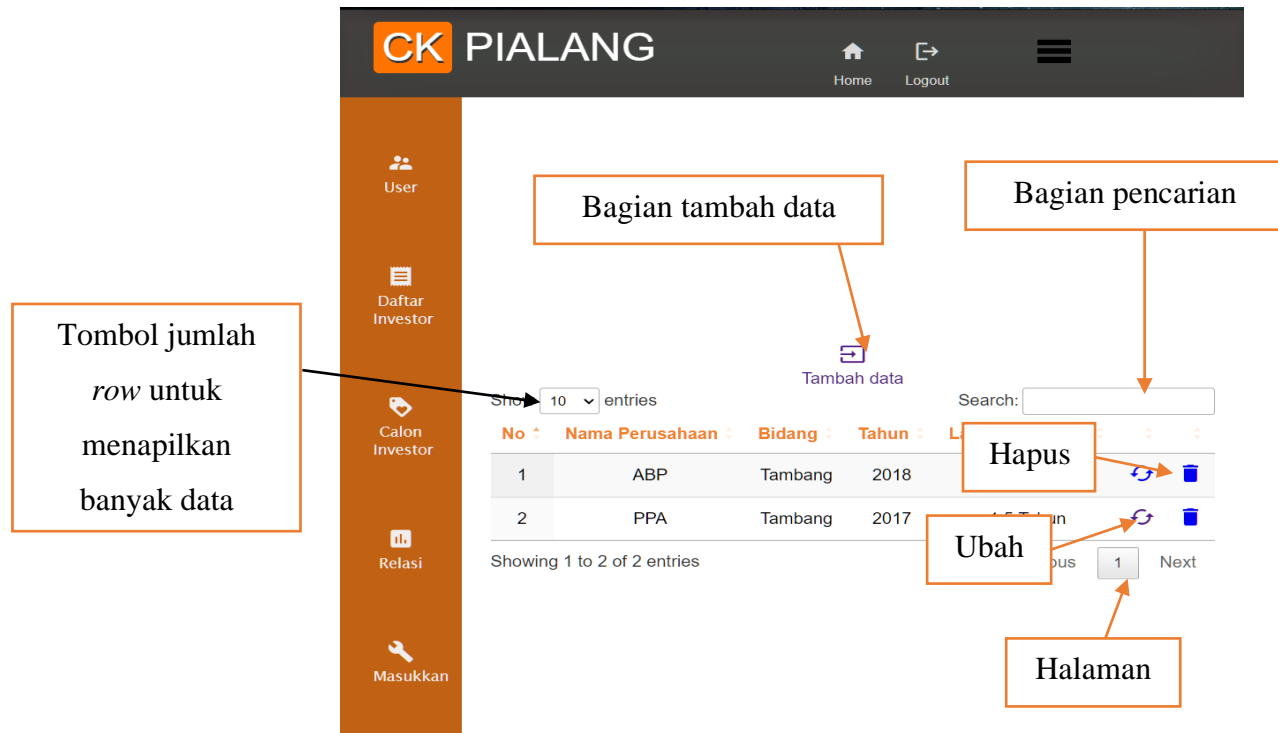 CK PIALANG
Home Logout
User
Daftar
Investor
Calon
Investor
Relasi
Masukkan
Bagian tambah data
Bagian pencarian
Tombol jumlah
row untuk
menapilkan
banyak data
Tambah data
10 entries
Search:
No Nama Perusahaan Bidang Tahun
1 ABP Tambang 2018
2 PPA Tambang 2017
Hapus
Ubah
Showing 1 to 2 of 2 entries
1 Next
Halaman